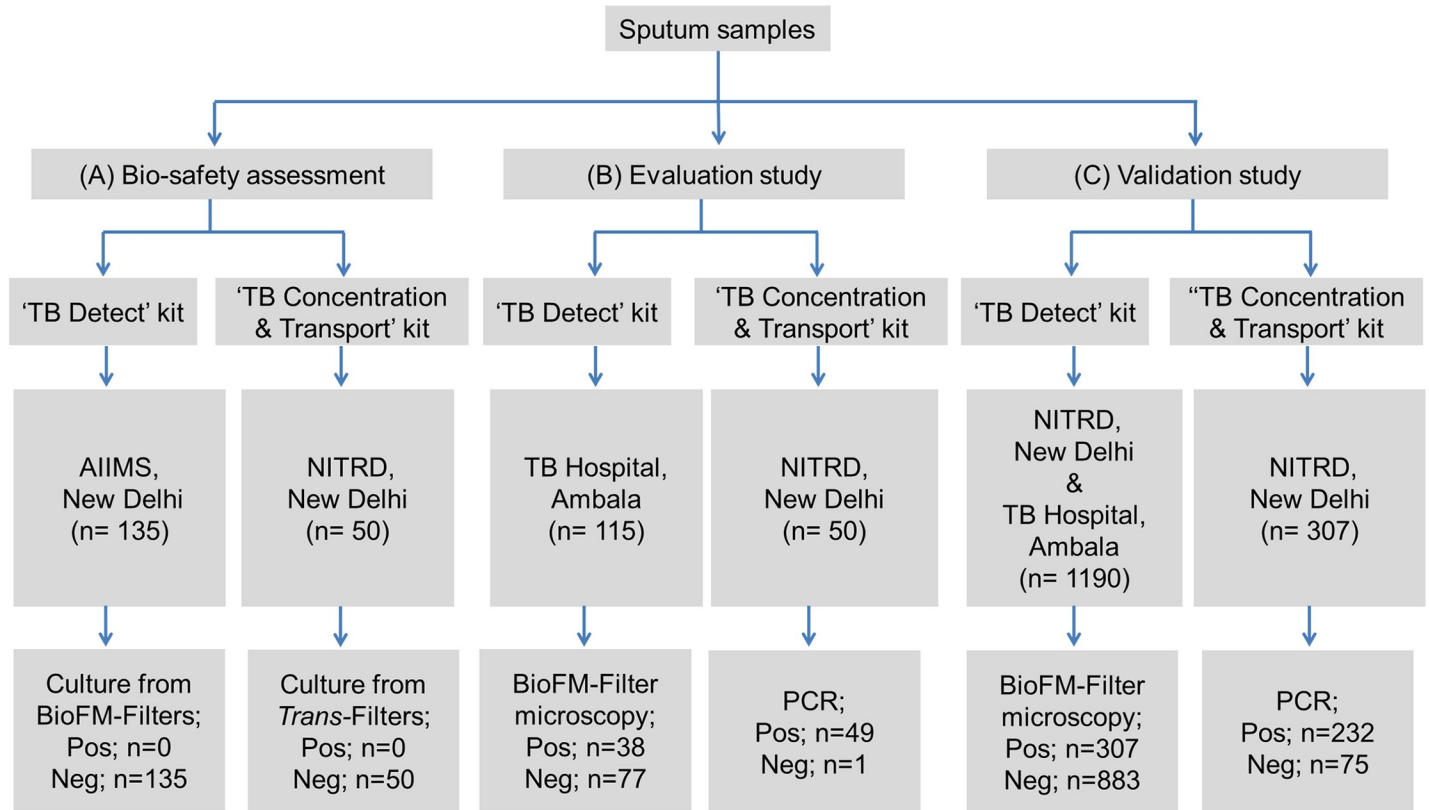 Sputum samples
(A) Bio-safety assessment
(B) Evaluation study
(C) Validation study
‘TB Detect’ kit
‘TB Concentration
& Transport’ kit
‘TB Detect’ kit
‘TB Concentration
& Transport’ kit
‘TB Detect’ kit
“TB Concentration
& Transport’ kit
AIIMS,
New Delhi
(n= 135)
NITRD,
New Delhi
(n= 50)
TB Hospital,
Ambala
(n= 115)
NITRD,
New Delhi
(n= 50)
NITRD,
New Delhi
&
TB Hospital,
Ambala
(n= 1190)
NITRD,
New Delhi
(n= 307)
Culture from
BioFM-Filters;
Pos; n=0
Neg; n=135
Culture from
Trans-Filters;
Pos; n=0
Neg; n=50
BioFM-Filter
microscopy;
Pos; n=38
Neg; n=77
PCR;
Pos; n=49
Neg; n=1
BioFM-Filter
microscopy;
Pos; n=307
Neg; n=883
PCR;
Pos; n=232
Neg; n=75